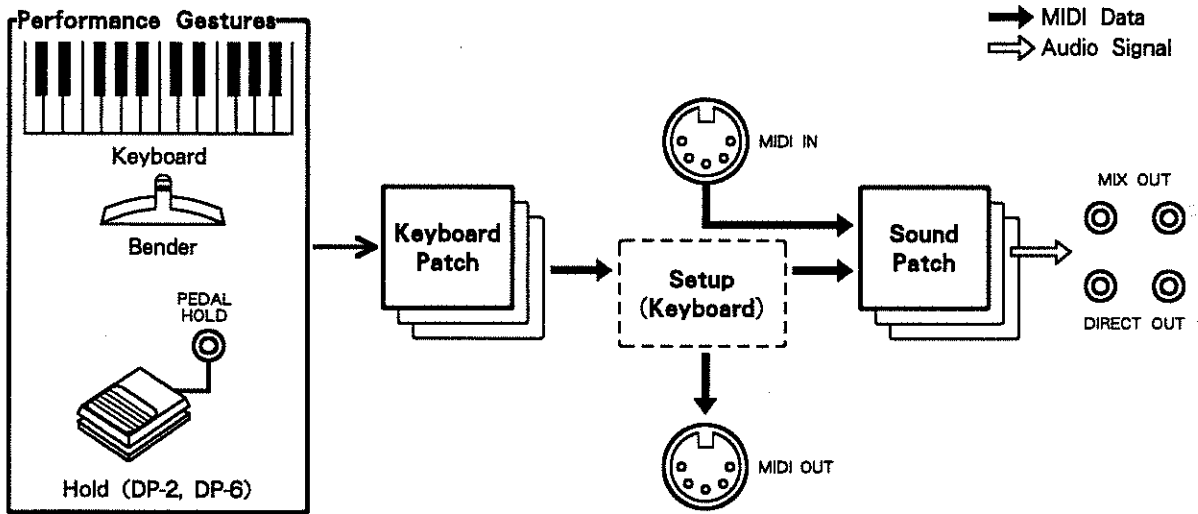 Performance Gestures
MIDI Data
Audio Signal
Keyboard
Bender
PEDAL
HOLD
Hold (DP-2, DP-6)
Keyboard
Patch
MIDI IN
Setup
(Keyboard)
MIDI OUT
Sound
Patch
MIX OUT
DIRECT OUT